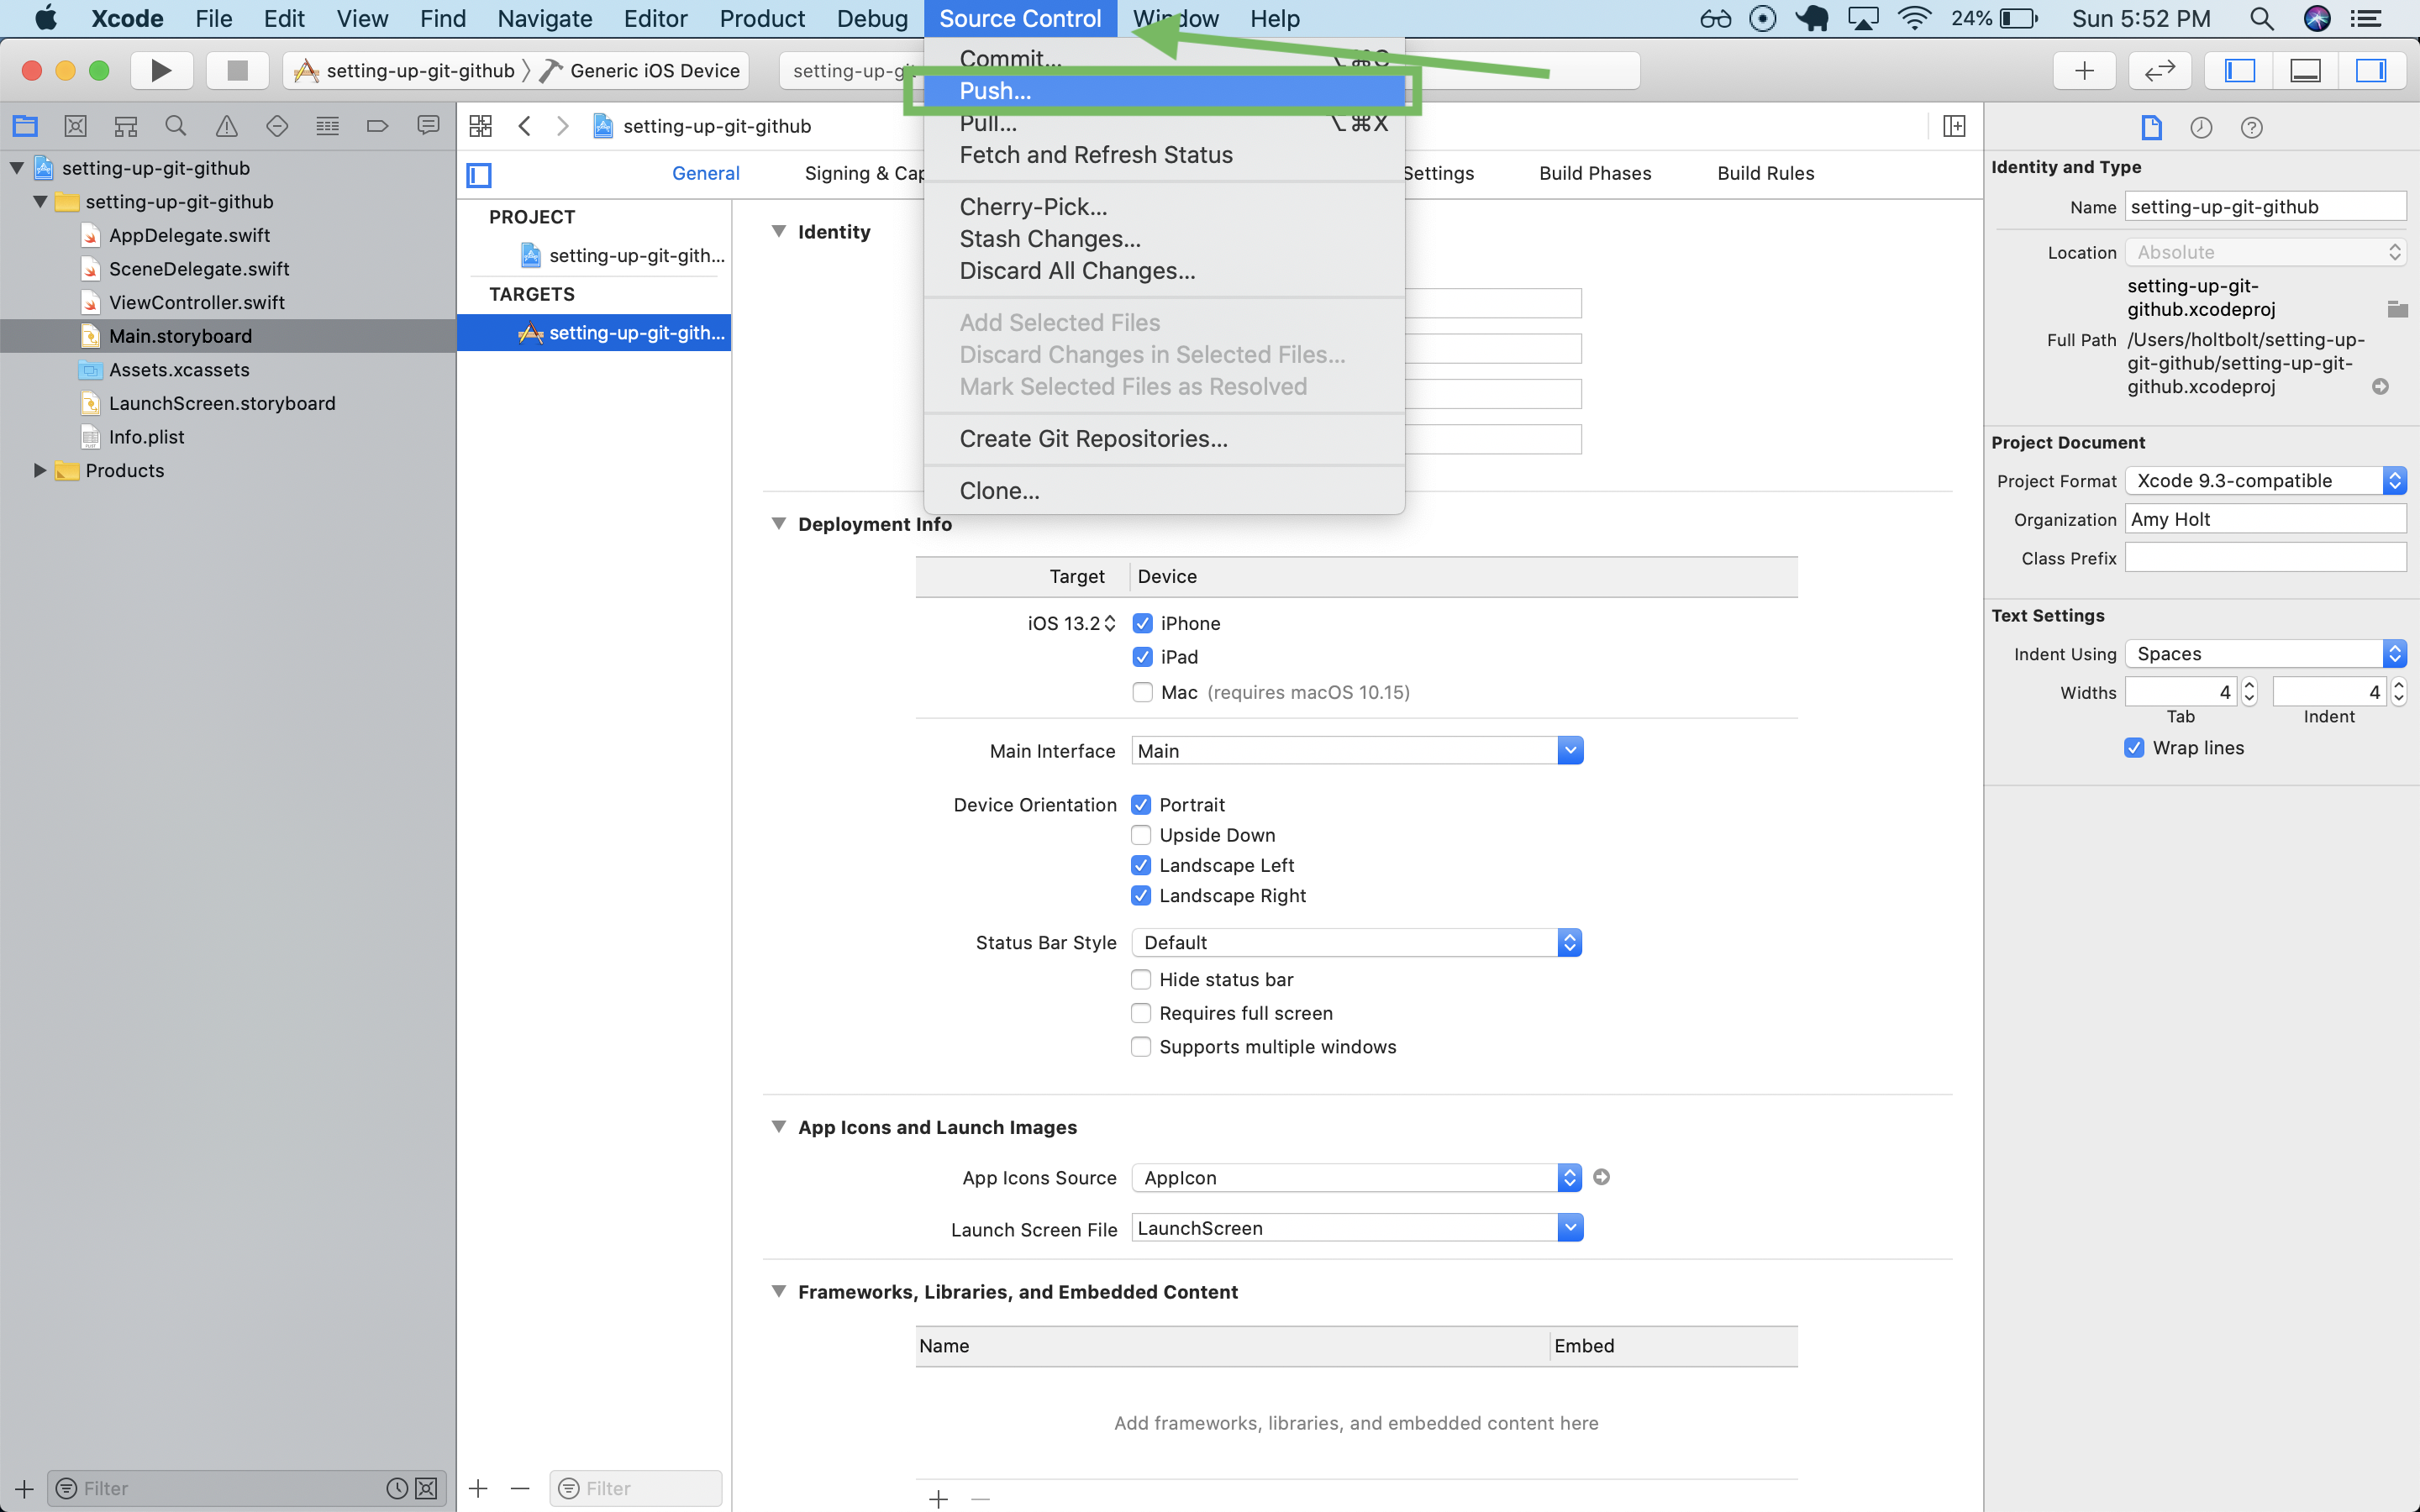 Xcode File Edit View Find Navigate Editor Product Debug Source Control Window Help 24% Sun 5:52 PM
setting-up-git-github Generic iOS Device setting-up-git
Commit...
Push...
Pull... ⌥⌘X
Fetch and Refresh Status
Cherry-Pick...
Stash Changes...
Discard All Changes...
Add Selected Files
Discard Changes in Selected Files...
Mark Selected Files as Resolved
Create Git Repositories...
Clone...
setting-up-git-github
setting-up-git-github
AppDelegate.swift
SceneDelegate.swift
ViewController.swift
Main.storyboard
Assets.xcassets
LaunchScreen.storyboard
Info.plist
Products
Filter
setting-up-git-github
General Signing & Cap Settings Build Phases Build Rules
PROJECT
setting-up-git-gith...
TARGETS
setting-up-git-gith...
Filter
Identity
Deployment Info
Target Device
iOS 13.2 iPhone
iPad
Mac (requires macOS 10.15)
Main Interface Main
Device Orientation Portrait
Upside Down
Landscape Left
Landscape Right
Status Bar Style Default
Hide status bar
Requires full screen
Supports multiple windows
App Icons and Launch Images
App Icons Source AppIcon
Launch Screen File LaunchScreen
Frameworks, Libraries, and Embedded Content
Name Embed
Add frameworks, libraries, and embedded content here
Identity and Type
Name setting-up-git-github
Location Absolute
setting-up-git-
github.xcodeproj
Full Path /Users/holtbolt/setting-up-
git-github/setting-up-git-
github.xcodeproj
Project Document
Project Format Xcode 9.3-compatible
Organization Amy Holt
Class Prefix
Text Settings
Indent Using Spaces
Widths 4 4
Tab Indent
Wrap lines